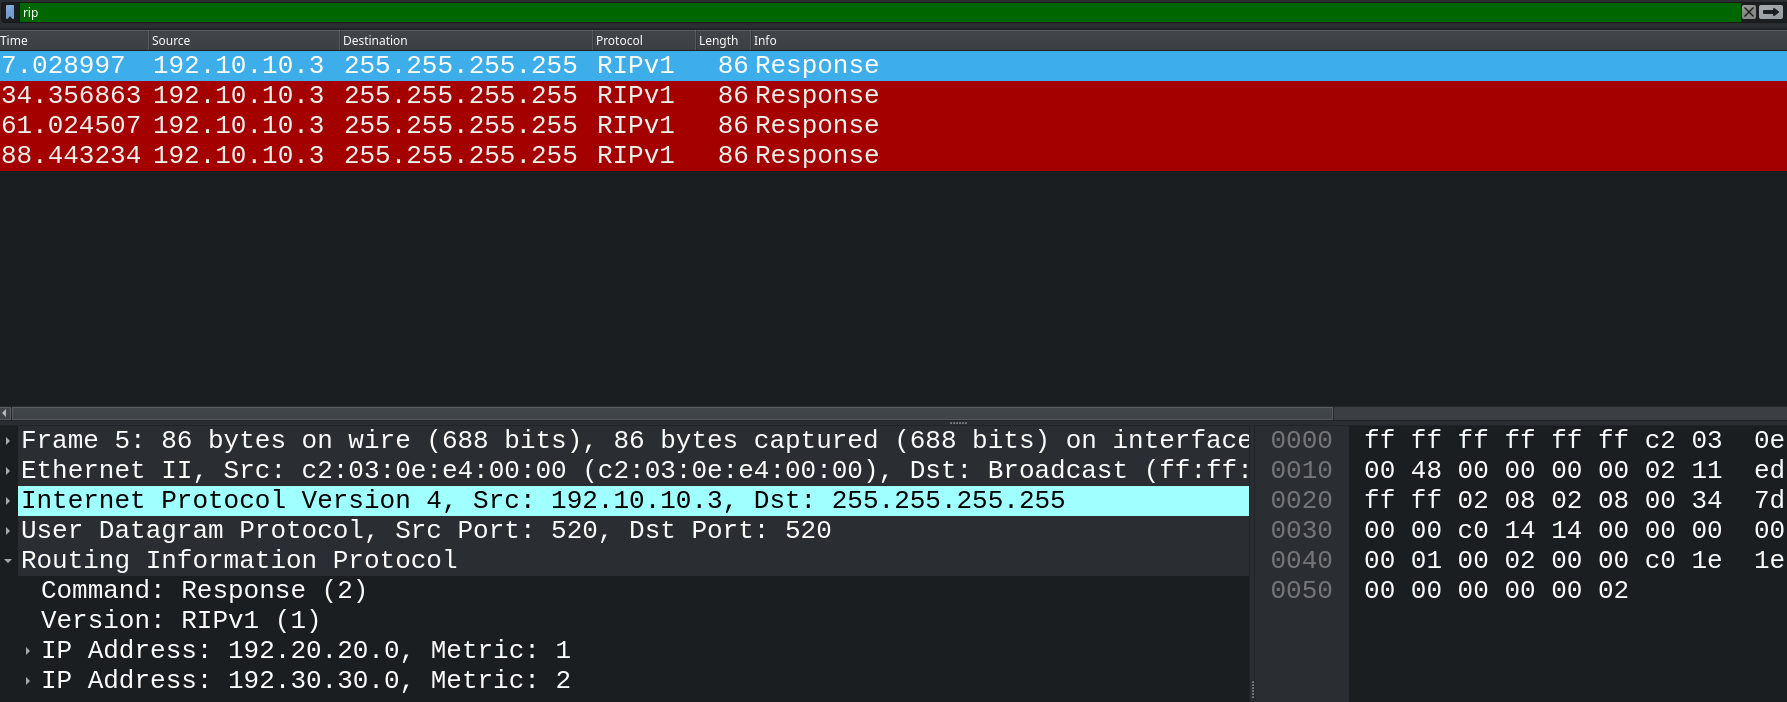 rip
Time Source Destination Protocol Length Info
7.028997 192.10.10.3 255.255.255.255 RIPv1 86 Response
34.356863 192.10.10.3 255.255.255.255 RIPv1 86 Response
61.024507 192.10.10.3 255.255.255.255 RIPv1 86 Response
88.443234 192.10.10.3 255.255.255.255 RIPv1 86 Response
Frame 5: 86 bytes on wire (688 bits), 86 bytes captured (688 bits) on interface
Ethernet II, Src: c2:03:0e:e4:00:00 (c2:03:0e:e4:00:00), Dst: Broadcast (ff:ff:
Internet Protocol Version 4, Src: 192.10.10.3, Dst: 255.255.255.255
User Datagram Protocol, Src Port: 520, Dst Port: 520
Routing Information Protocol
Command: Response (2)
Version: RIPv1 (1)
IP Address: 192.20.20.0, Metric: 1
IP Address: 192.30.30.0, Metric: 2
0000 ff ff ff ff ff ff c2 03 0e
0010 00 48 00 00 00 00 02 11 ed
0020 ff ff 02 08 02 08 00 34 7d
0030 00 00 c0 14 14 00 00 00 00
0040 00 01 00 02 00 00 c0 1e 1e
0050 00 00 00 00 00 02